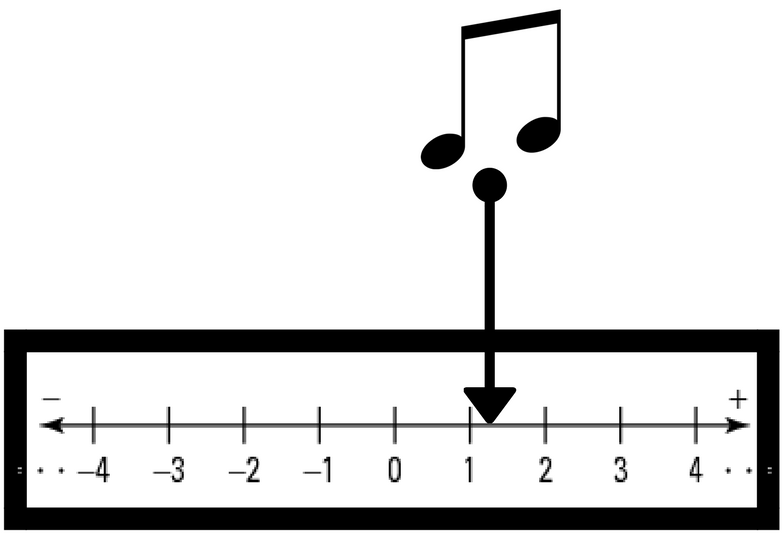 − +
= · · −4 −3 −2 −1 0 1 2 3 4 · · =